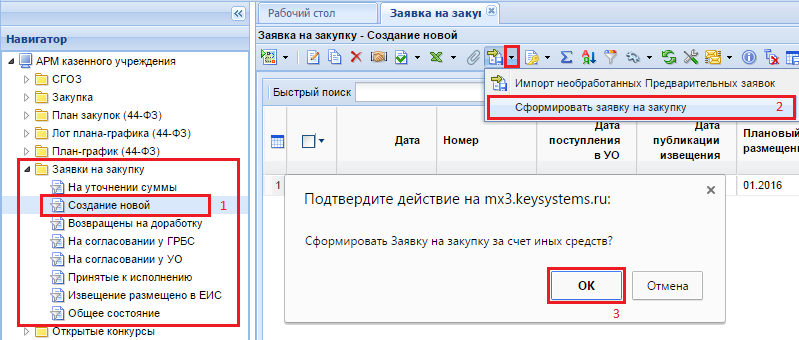 Навигатор
АРМ казенного учреждения
СГОЗ
Закупка
План закупок (44-ФЗ)
Лот плана-графика (44-ФЗ)
План-график (44-ФЗ)
Заявки на закупку
На уточнении суммы
Создание новой
1
Возвращены на доработку
На согласовании у ГРБС
На согласовании у УО
Принятые к исполнению
Извещение размещено в ЕИС
Общее состояние
Открытые конкурсы
Рабочий стол
Заявка на закуп
Заявка на закупку - Создание новой
Импорт необработанных Предварительных заявок
Сформировать заявку на закупку
2
Быстрый поиск
Дата
Номер
Дата поступления в УО
Дата публикации извещения
Плановый
размещен
1
01.2016
Подтвердите действие на mx3.keysystems.ru:
Сформировать Заявку на закупку за счет иных средств?
ОК
Отмена
3